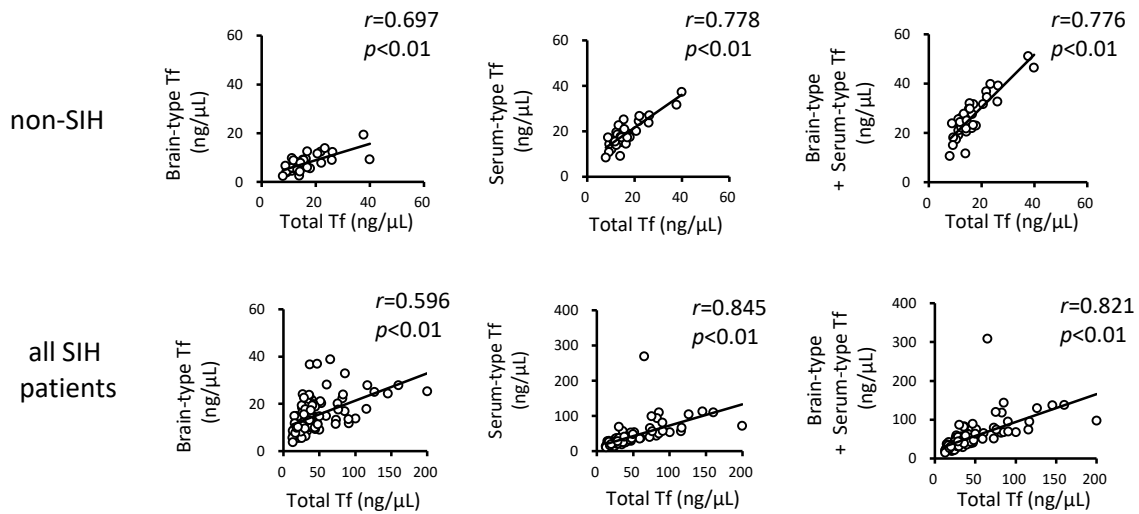 non-SIH
Brain-type Tf
(ng/μL)
60
40
20
0
0 20 40 60
Total Tf (ng/μL)
r=0.697
p<0.01
Serum-type Tf
(ng/μL)
60
40
20
0
0 20 40 60
Total Tf (ng/μL)
r=0.778
p<0.01
Brain-type
+ Serum-type Tf
(ng/μL)
60
40
20
0
0 20 40 60
Total Tf (ng/μL)
r=0.776
p<0.01
all SIH
patients
Brain-type Tf
(ng/μL)
60
40
20
0
0 50 100 150 200
Total Tf (ng/μL)
r=0.596
p<0.01
Serum-type Tf
(ng/μL)
400
300
200
100
0
0 50 100 150 200
Total Tf (ng/μL)
r=0.845
p<0.01
Brain-type
+ Serum-type Tf
(ng/μL)
400
300
200
100
0
0 50 100 150 200
Total Tf (ng/μL)
r=0.821
p<0.01